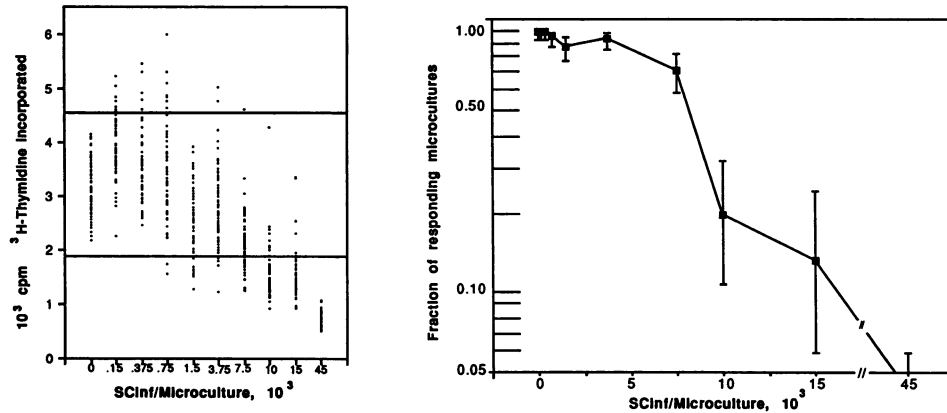 ³H-Thymidine Incorporated
10³ cpm
6
5
4
3
2
1
0
0 .15 .375 .75 1.5 3.75 7.5 10 15 45
SCinf/Microculture, 10³
Fraction of responding microcultures
1.00
0.50
0.10
0.05
0 5 10 15 45
SCinf/Microculture, 10³